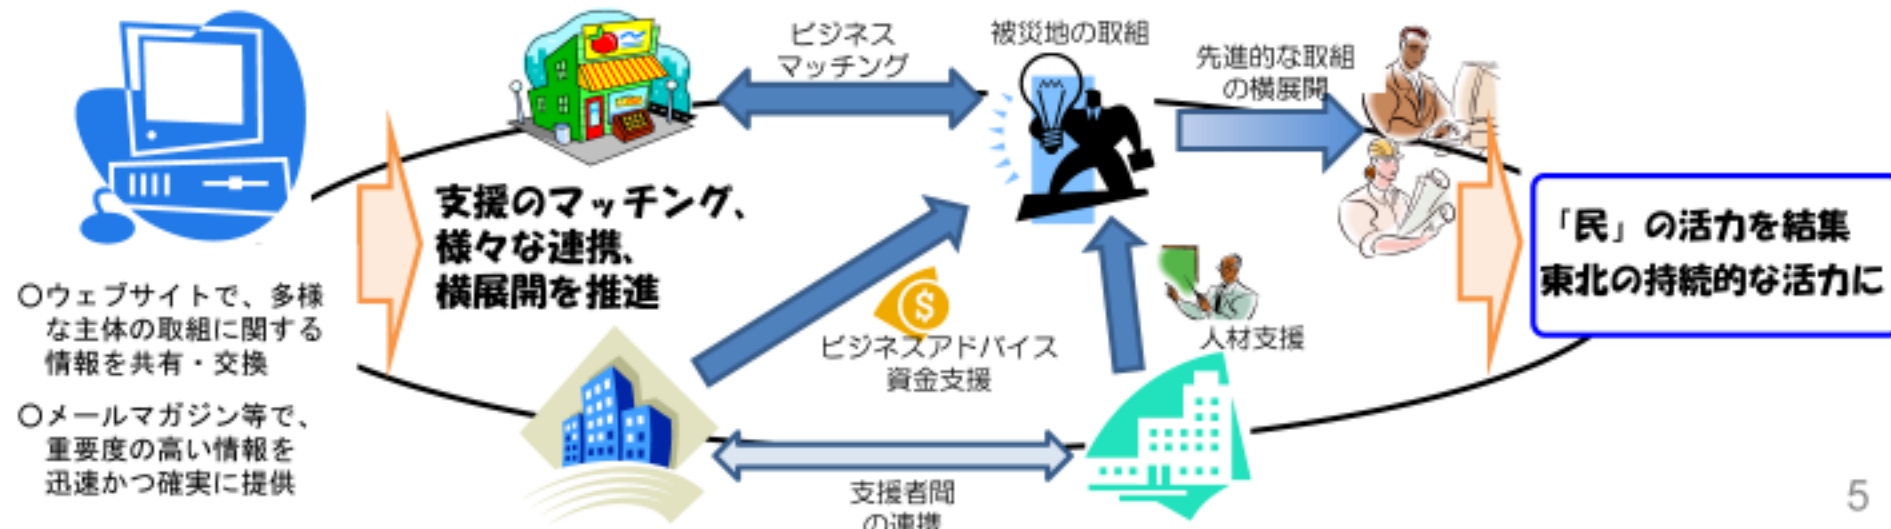 ビジネス
マッチング
被災地の取組
先進的な取組
の横展開
支援のマッチング、
様々な連携、
横展開を推進
「民」の活力を結集
東北の持続的な活力に
○ウェブサイトで、多様
な主体の取組に関する
情報を共有・交換
○メールマガジン等で、
重要度の高い情報を
迅速かつ確実に提供
$
ビジネスアドバイス
資金支援
人材支援
支援者間
の連携
5